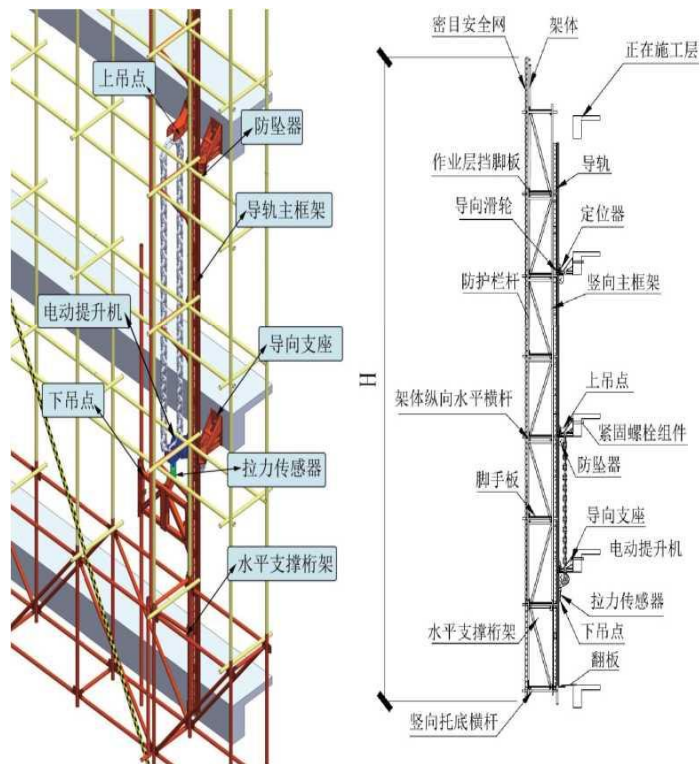 上吊点
防坠器
导轨主框架
电动提升机
导向支座
下吊点
拉力传感器
水平支撑桁架
密目安全网
架体
正在施工层
作业层挡脚板
导轨
导向滑轮
定位器
防护栏杆
竖向主框架
H
上吊点
架体纵向水平横杆
紧固螺栓组件
防坠器
脚手板
导向支座
电动提升机
拉力传感器
水平支撑桁架
下吊点
翻板
竖向托底横杆